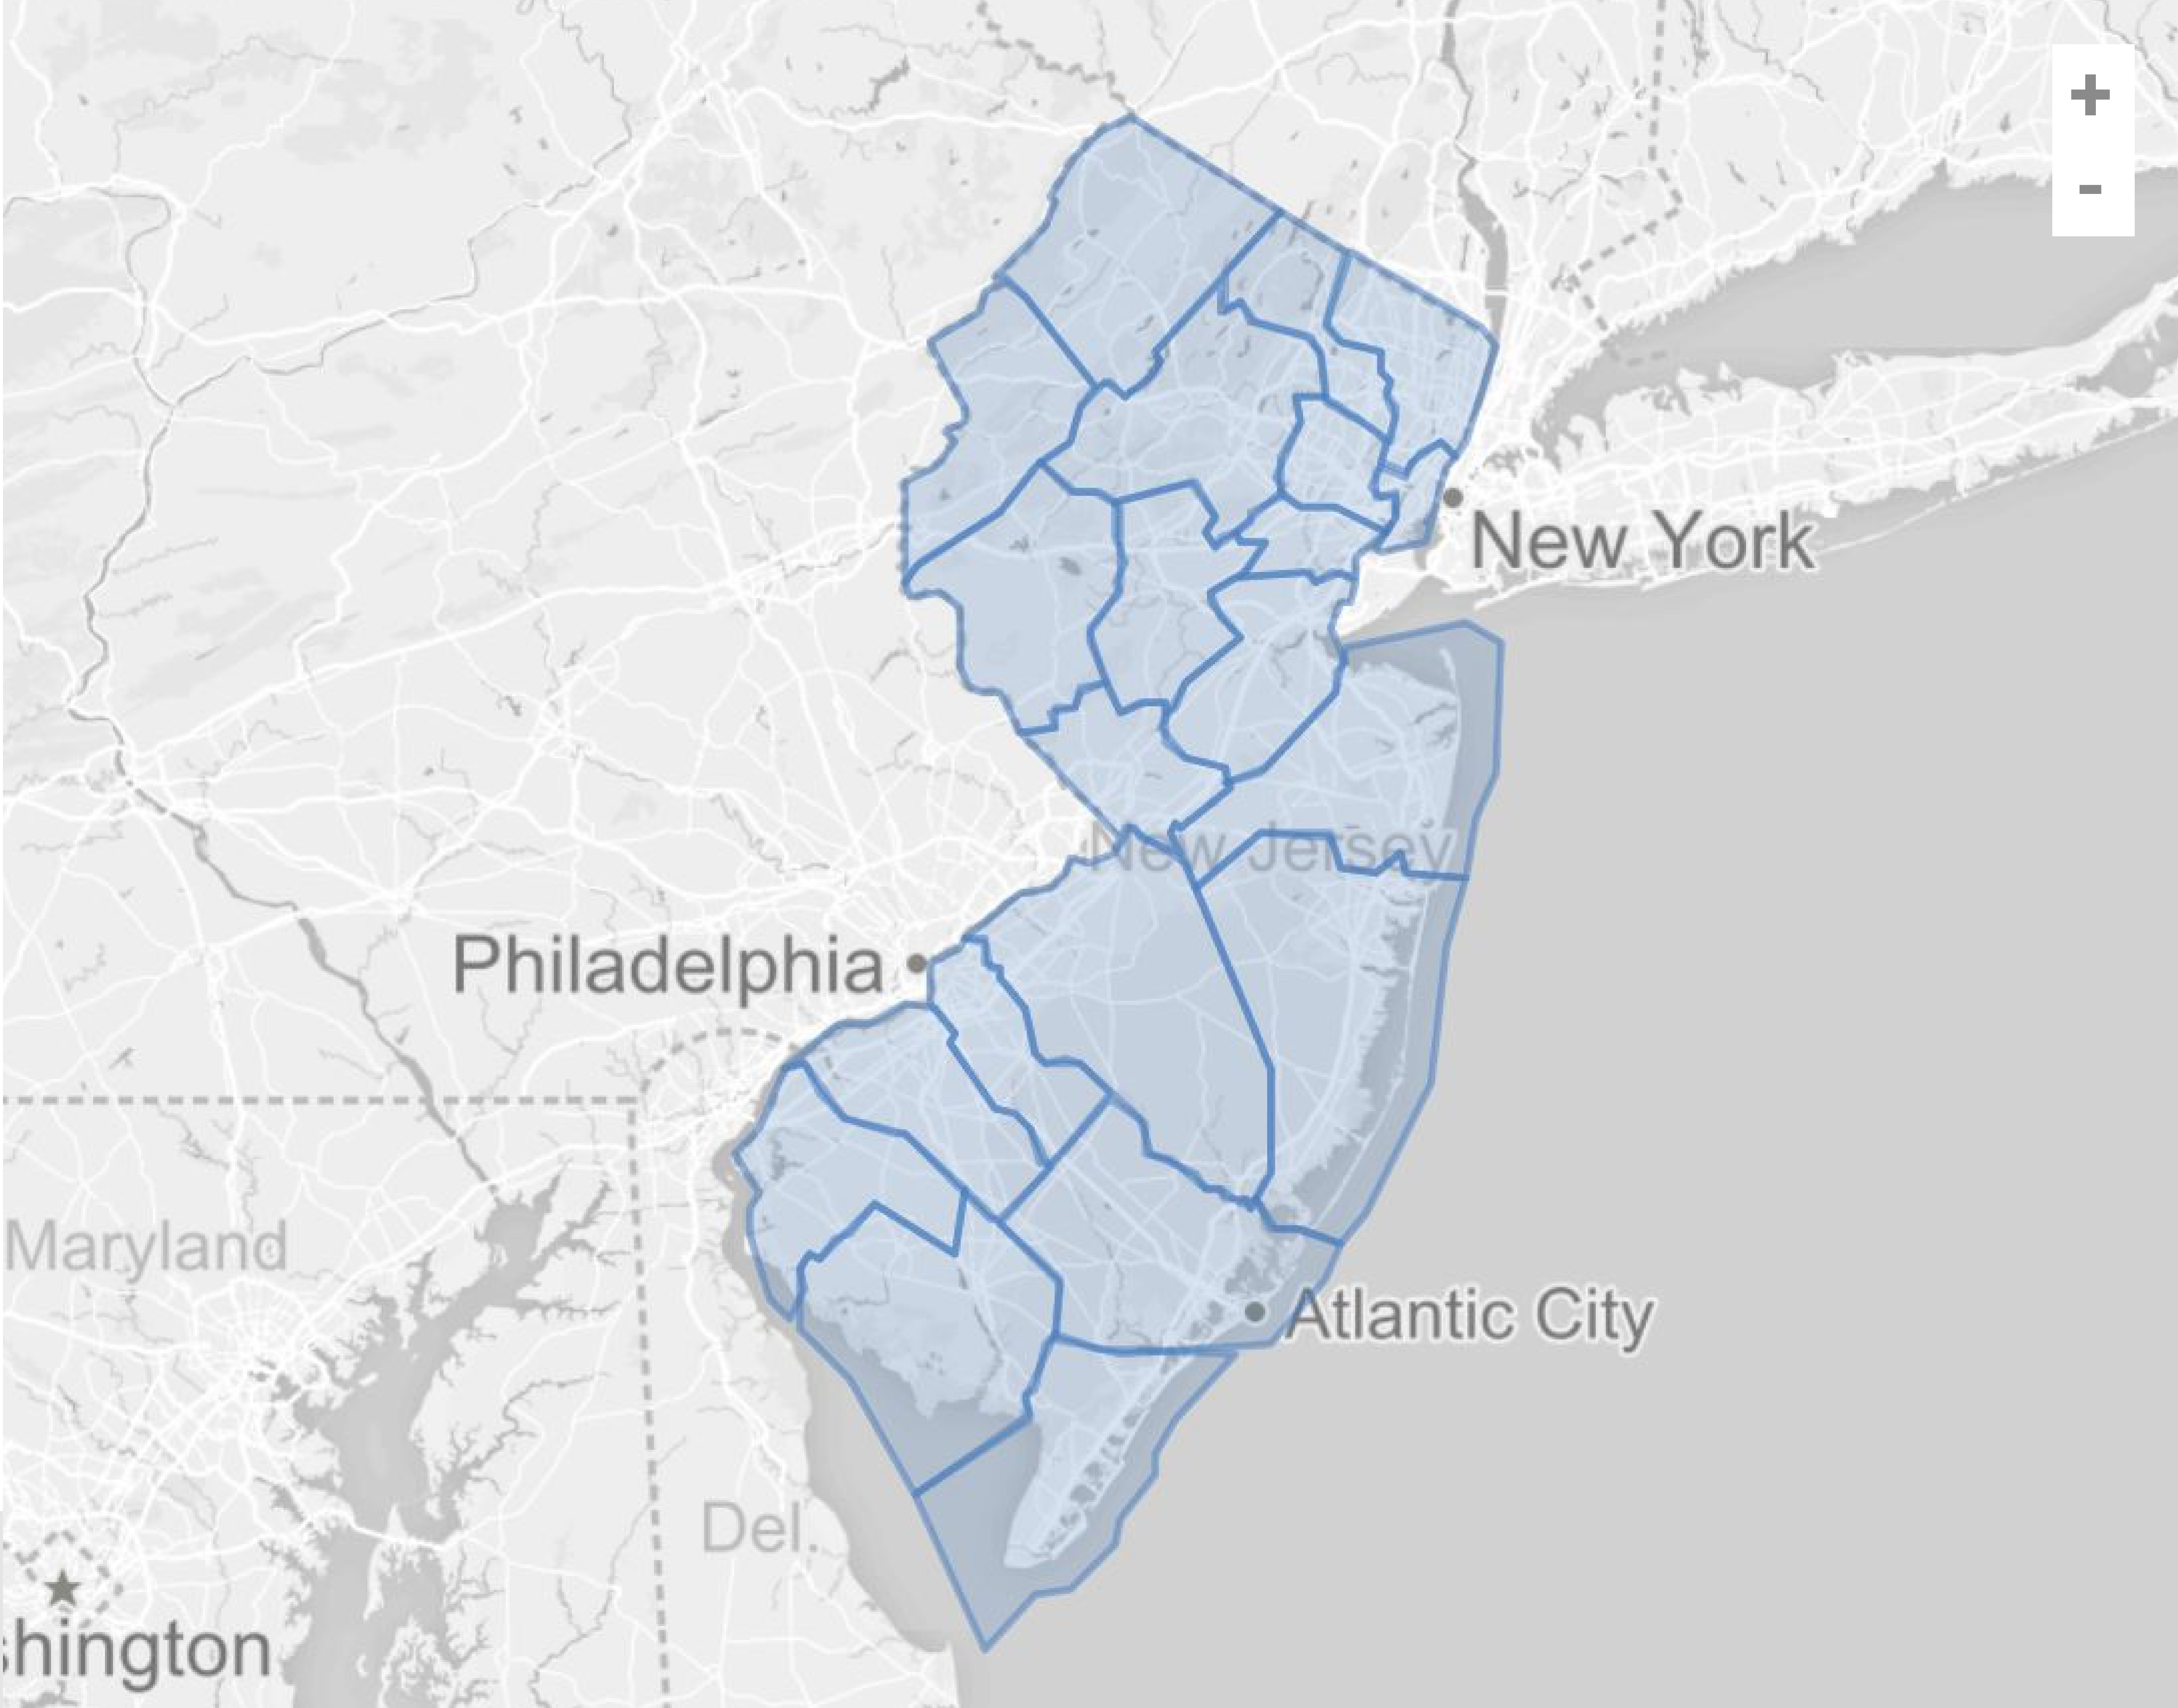 +
-
New York
New Jersey
Philadelphia
Maryland
Atlantic City
Del.
shington